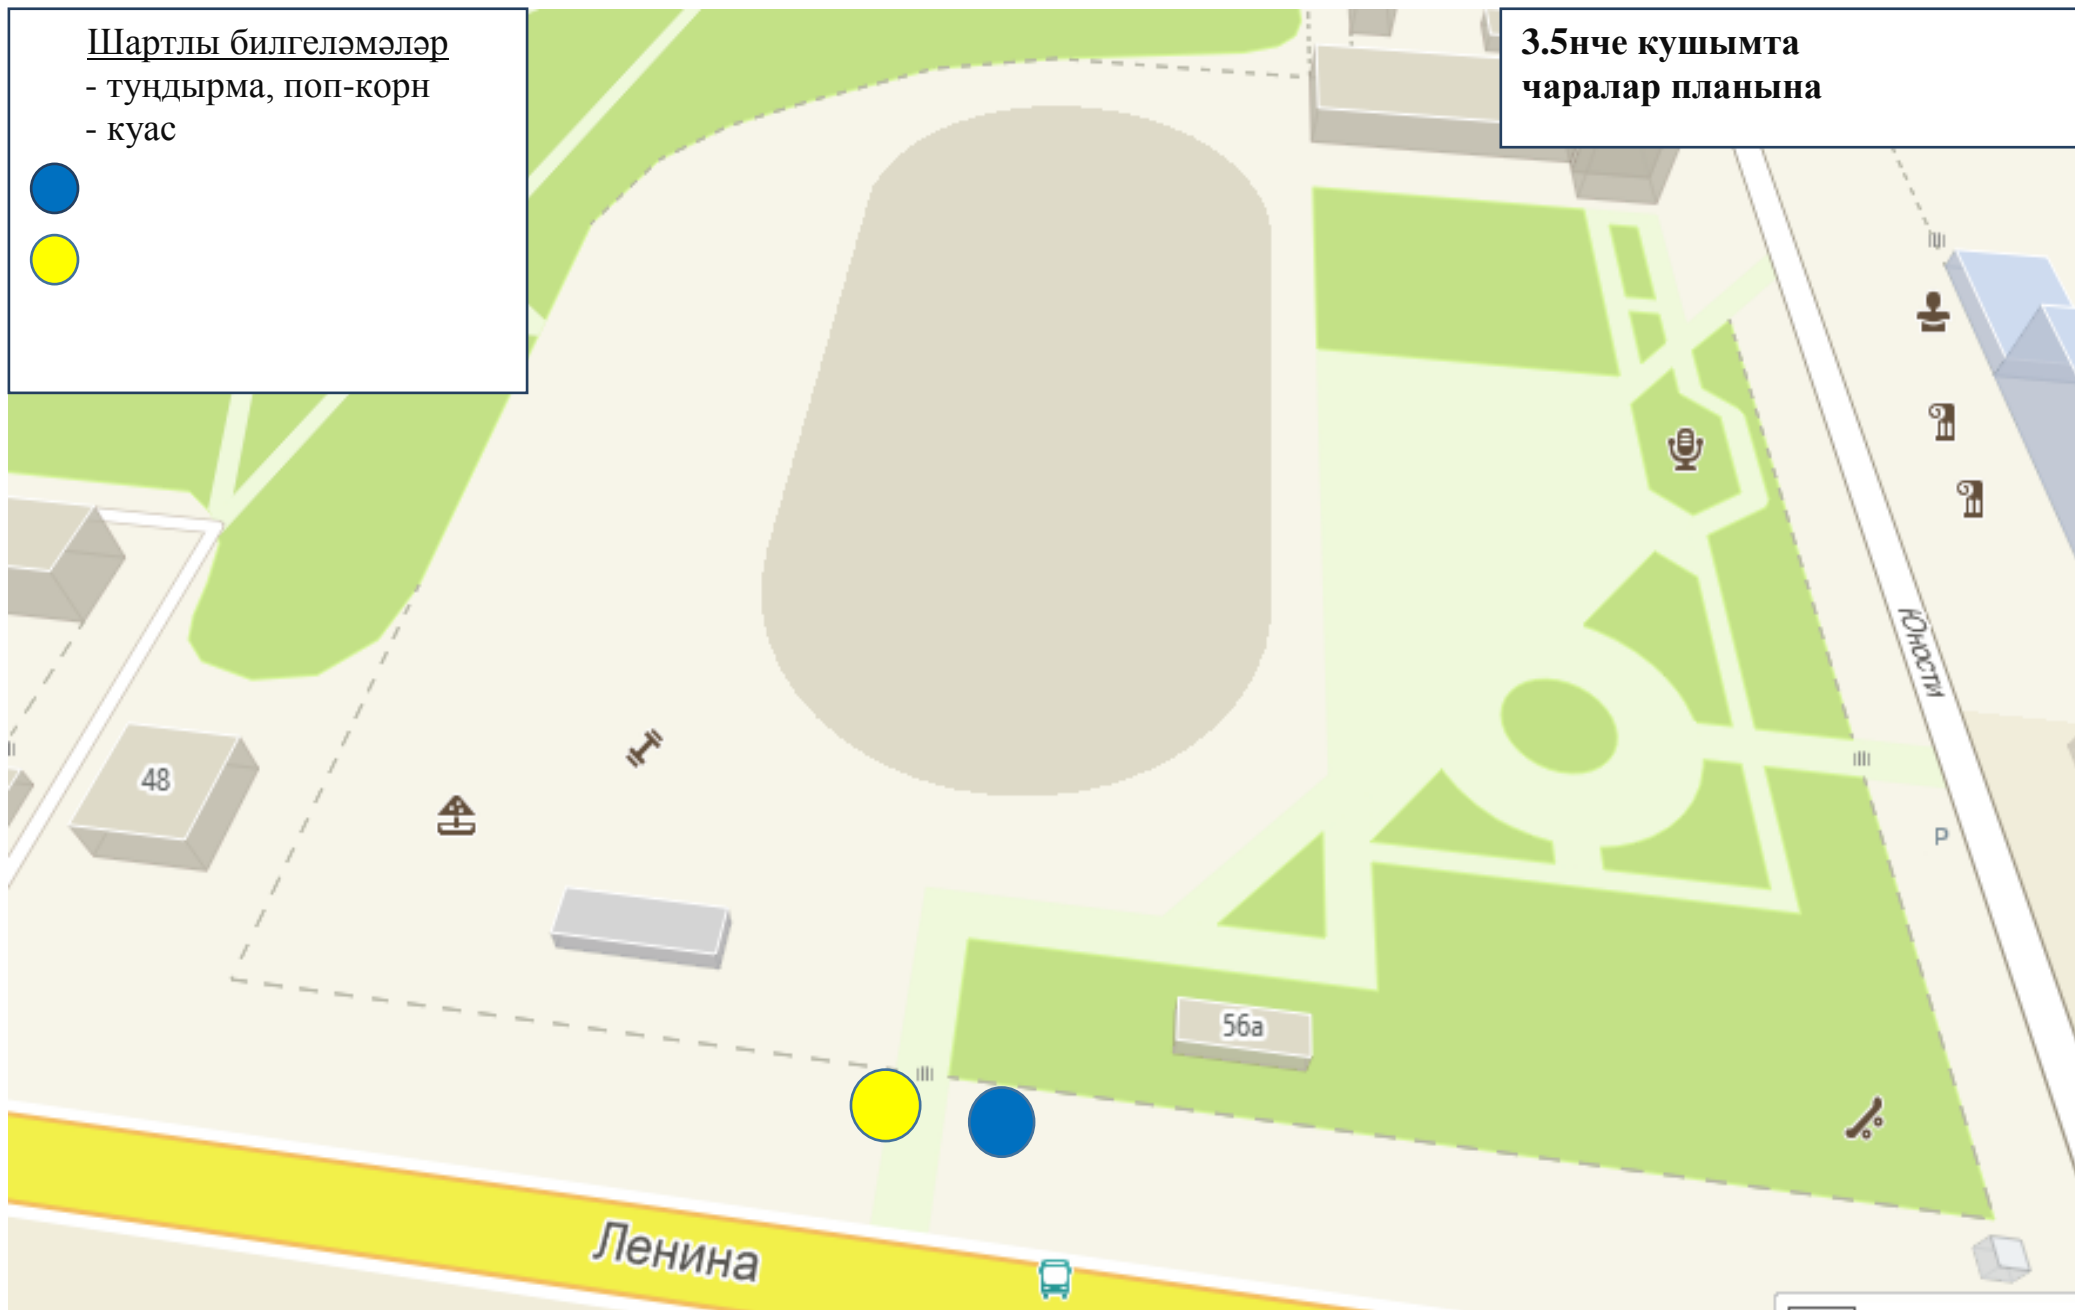 Шартлы билгеләмәләр
- туңдырма, поп-корн
- куас
3.5нче кушымта
чаралар планына
Юности
48
P
56а
Ленина